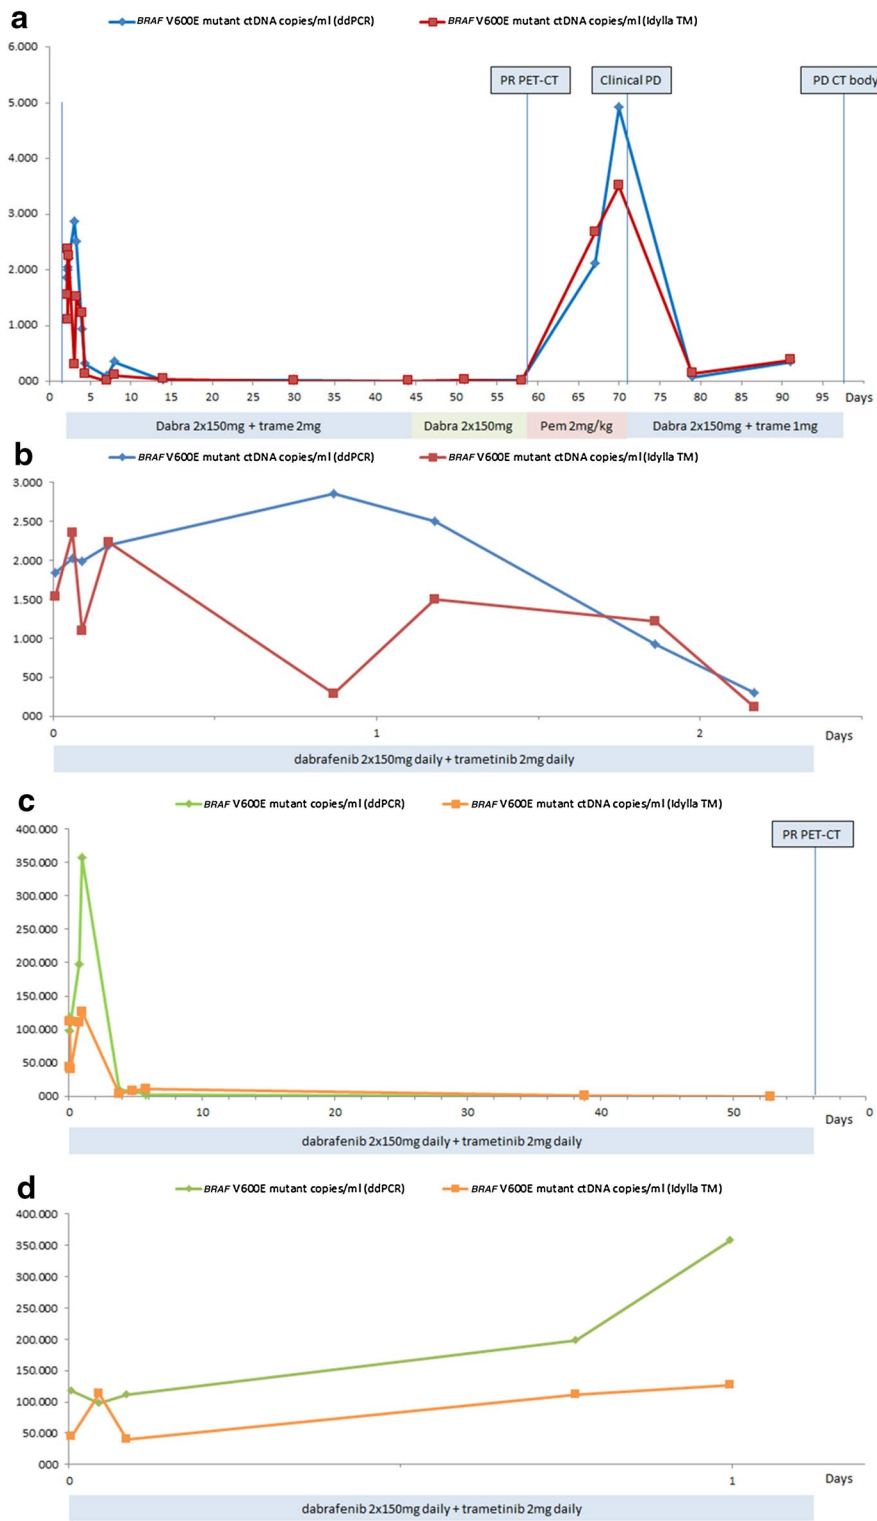 a
BRAF V600E mutant ctDNA copies/ml (ddPCR) BRAF V600E mutant ctDNA copies/ml (Idylla TM)
6.000
5.000
4.000
3.000
2.000
1.000
000
PR PET-CT Clinical PD PD CT body
0 5 10 15 20 25 30 35 40 45 50 55 60 65 70 75 80 85 90 95 Days
Dabra 2x150mg + trame 2mg Dabra 2x150mg Pem 2mg/kg Dabra 2x150mg + trame 1mg
b
BRAF V600E mutant ctDNA copies/ml (ddPCR) BRAF V600E mutant ctDNA copies/ml (Idylla TM)
3.000
2.500
2.000
1.500
1.000
500
000
0 1 2 Days
dabrafenib 2x150mg daily + trametinib 2mg daily
c
BRAF V600E mutant copies/ml (ddPCR) BRAF V600E mutant ctDNA copies/ml (Idylla TM)
400.000
350.000
300.000
250.000
200.000
150.000
100.000
50.000
000
PR PET-CT
0 10 20 30 40 50 Days 0
dabrafenib 2x150mg daily + trametinib 2mg daily
d
BRAF V600E mutant copies/ml (ddPCR) BRAF V600E mutant ctDNA copies/ml (Idylla TM)
400.000
350.000
300.000
250.000
200.000
150.000
100.000
50.000
000
0 1 Days
dabrafenib 2x150mg daily + trametinib 2mg daily